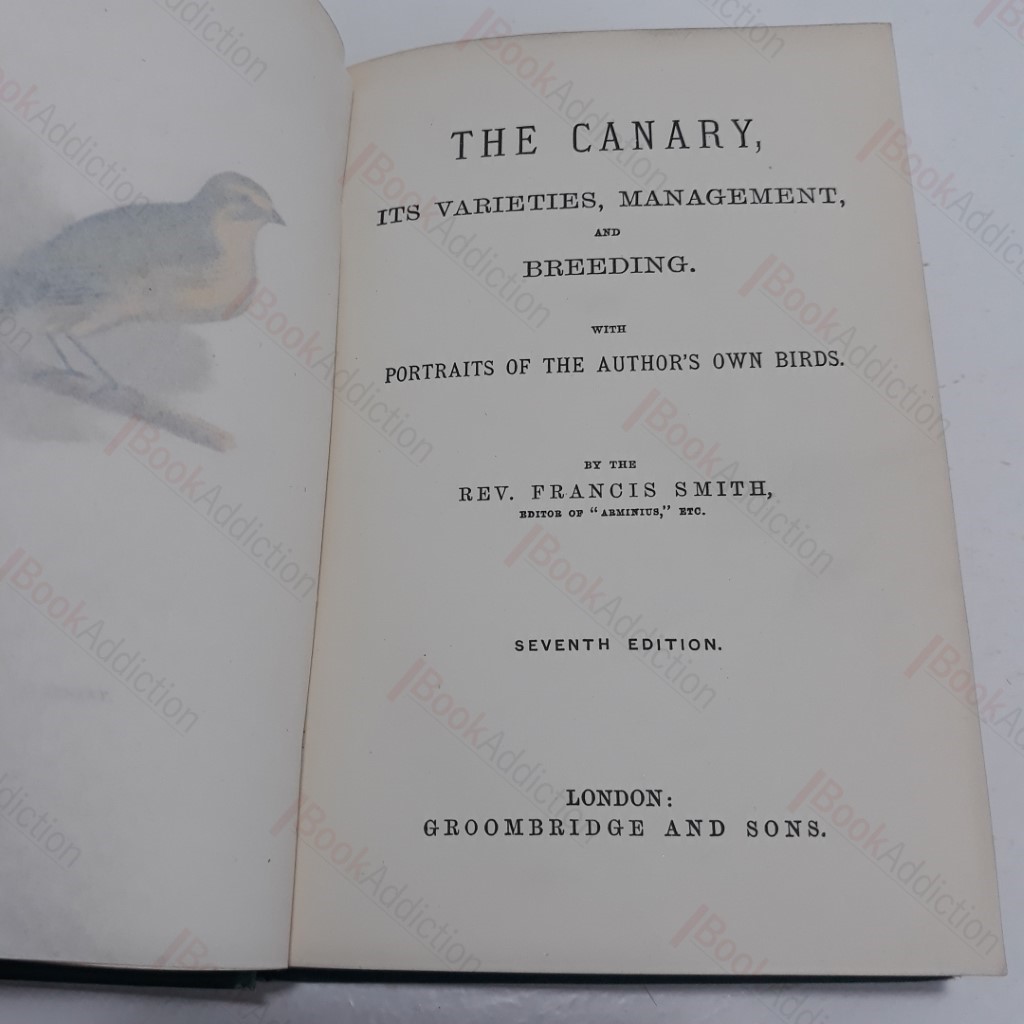 THE CANARY,
ITS VARIETIES, MANAGEMENT,
AND
BREEDING.
WITH
PORTRAITS OF THE AUTHOR'S OWN BIRDS.
BY THE
REV. FRANCIS SMITH,
EDITOR OF "ARMINIUS," ETC.
SEVENTH EDITION.
LONDON:
GROOMBRIDGE AND SONS.
BookAddiction